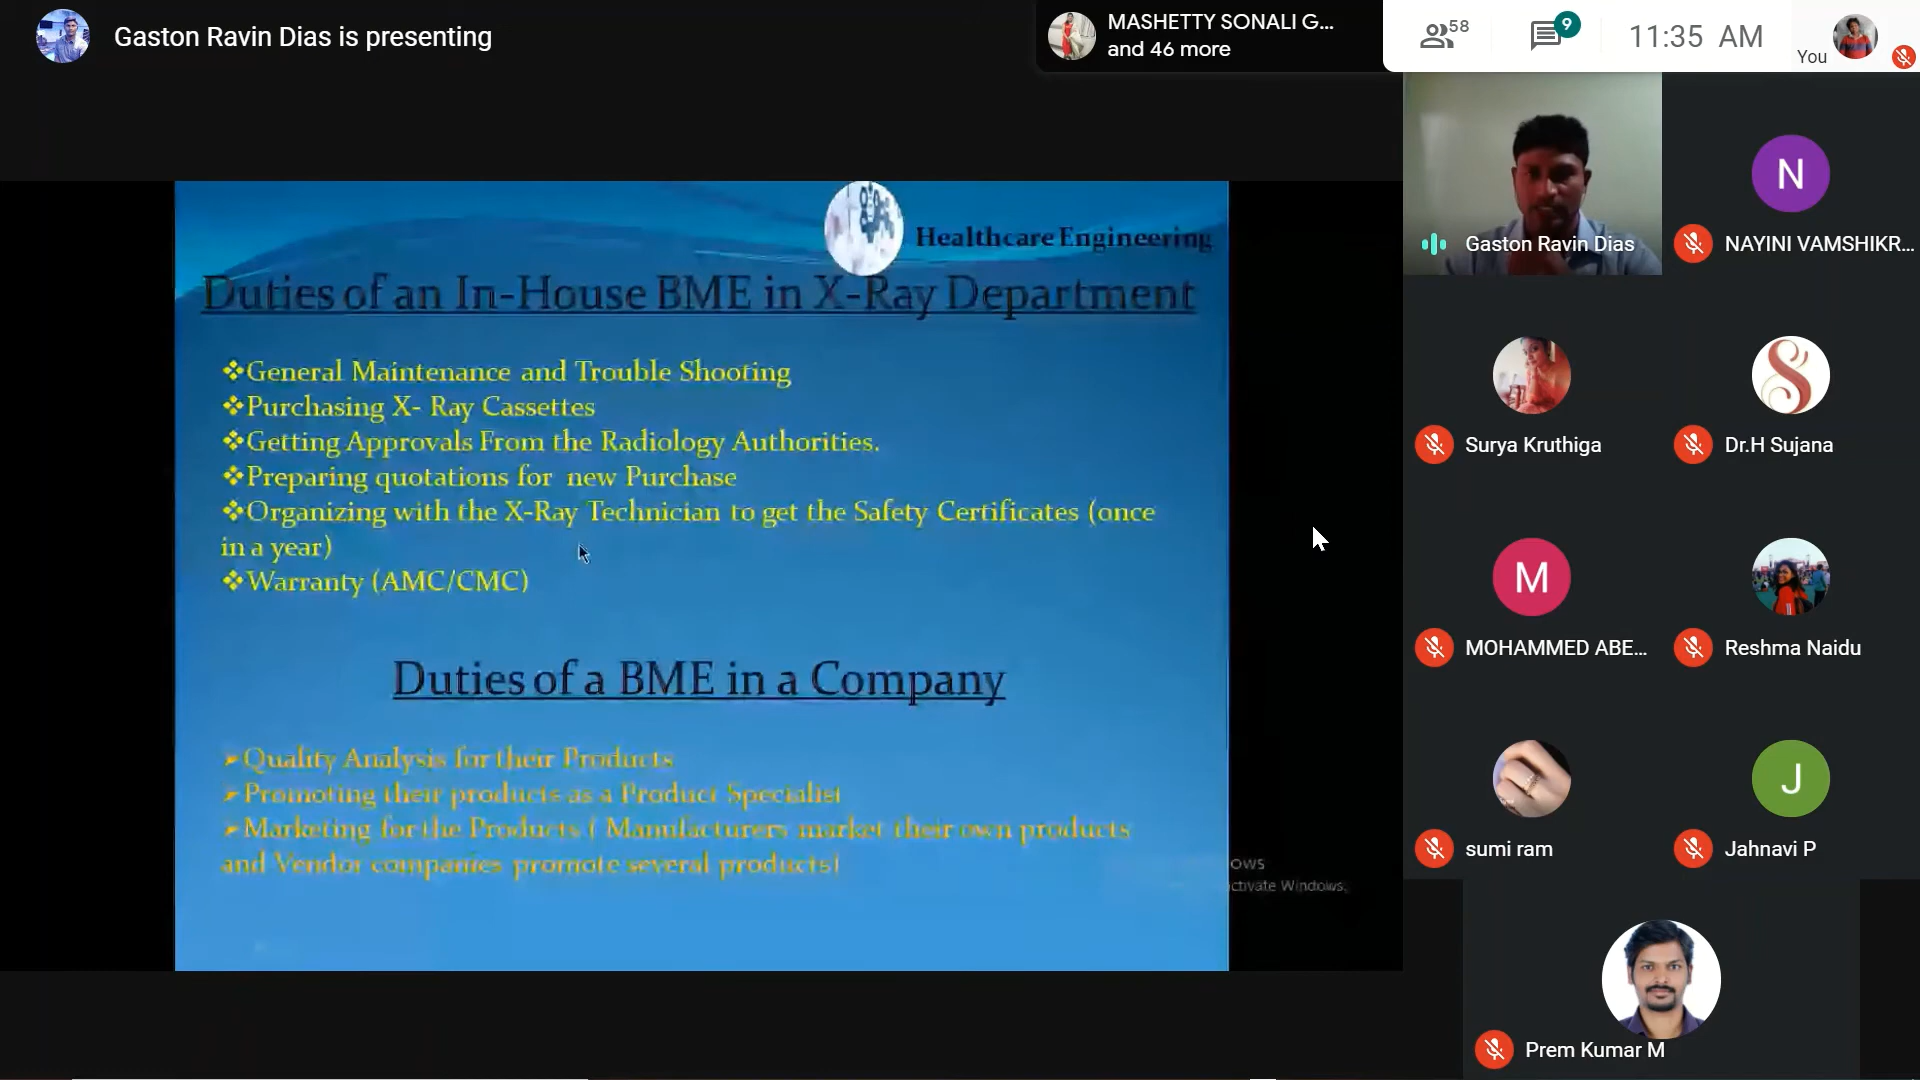 Gaston Ravin Dias is presenting
MASHETTY SONALI G...
and 46 more
58
9
11:35 AM
You
Healthcare Engineering
Duties of an In-House BME in X-Ray Department
❖General Maintenance and Trouble Shooting
❖Purchasing X- Ray Cassettes
❖Getting Approvals From the Radiology Authorities.
❖Preparing quotations for new Purchase
❖Organizing with the X-Ray Technician to get the Safety Certificates (once
in a year)
❖Warranty (AMC/CMC)
Duties of a BME in a Company
➢Quality Analysis for their Products
➢Promoting their products as a Product Specialist
➢Marketing for the Products ( Manufacturers market their own products
and Vendor companies promote several products)
ows
ctivate Windows.
Gaston Ravin Dias
N
NAYINI VAMSHIKR...
Surya Kruthiga
S
Dr.H Sujana
M
MOHAMMED ABE...
Reshma Naidu
sumi ram
J
Jahnavi P
Prem Kumar M